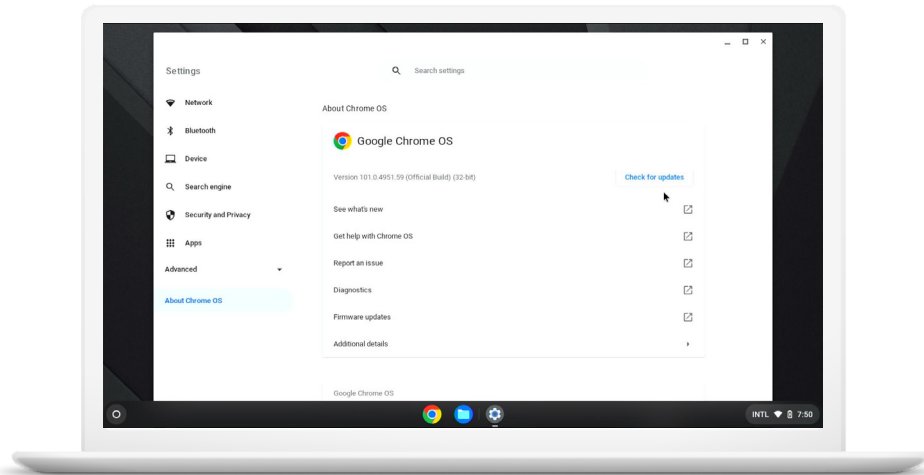 Settings
Search settings
Network
Bluetooth
Device
Search engine
Security and Privacy
Apps
Advanced
About Chrome OS
About Chrome OS
Google Chrome OS
Version 101.0.4951.59 (Official Build) (32-bit)
Check for updates
See what's new
Get help with Chrome OS
Report an issue
Diagnostics
Firmware updates
Additional details
Google Chrome OS
INTL 7:50